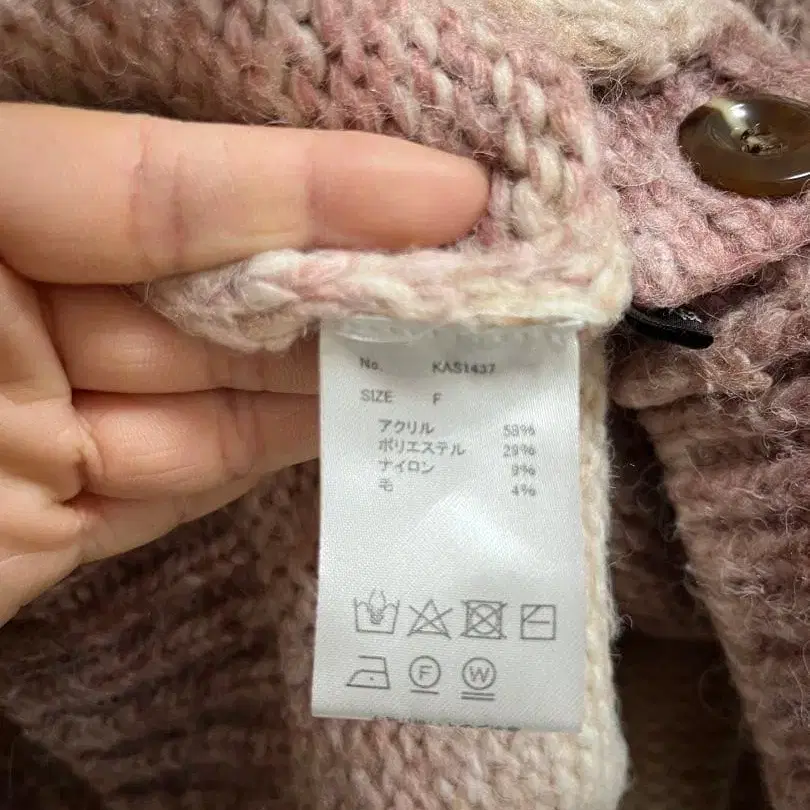 No. KAS1437
SIZE F
アクリル 58%
ポリエステル 29%
ナイロン 9%
毛 4%
F W